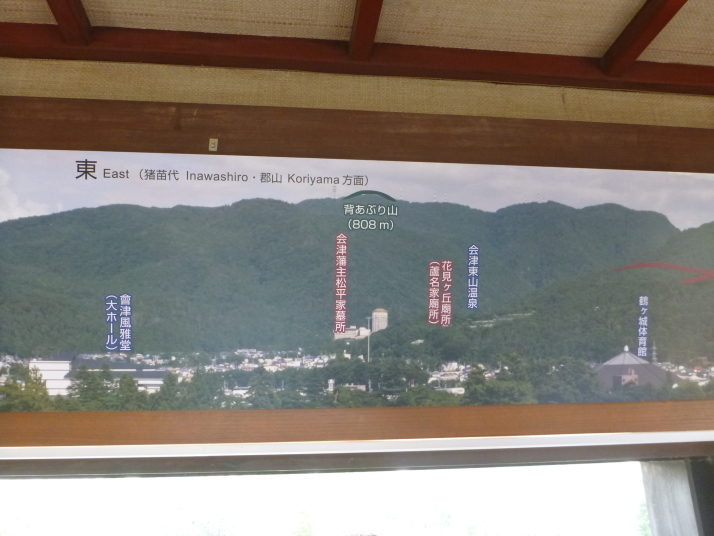 東 East (猪苗代 Inawashiro・郡山 Koriyama 方面)
背あぶり山
(808m)
會津風雅堂
(大ホール)
会津藩主松平家墓所
花見ヶ丘廟所
(蘆名家廟所)
会津東山温泉
鶴ヶ城体育館